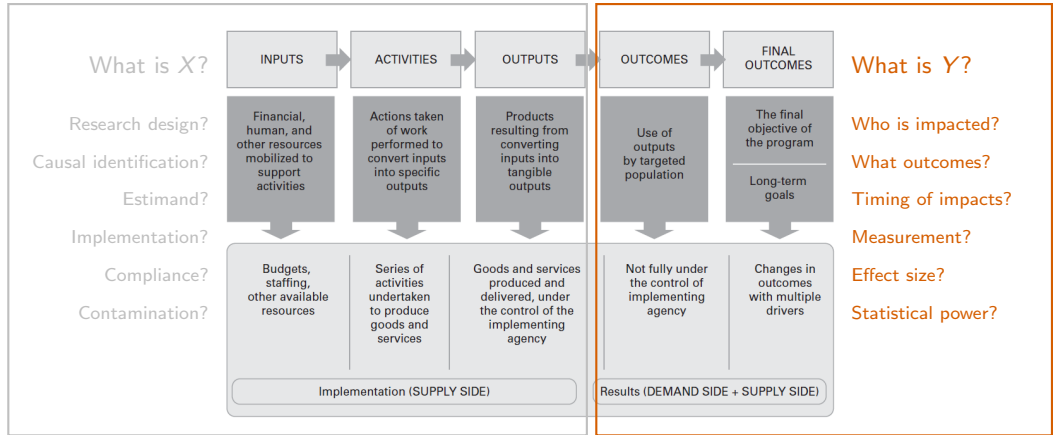 What is X?
Research design?
Causal identification?
Estimand?
Implementation?
Compliance?
Contamination?
INPUTS
ACTIVITIES
OUTPUTS
OUTCOMES
FINAL
OUTCOMES
Financial,
human, and
other resources
mobilized to
support
activities
Actions taken
of work
performed to
convert inputs
into specific
outputs
Products
resulting from
converting
inputs into
tangible
outputs
Use of
outputs
by targeted
population
The final
objective of
the program
Long-term
goals
Budgets,
staffing,
other available
resources
Series of
activities
undertaken
to produce
goods and
services
Goods and services
produced and
delivered, under
the control of the
implementing
agency
Not fully under
the control of
implementing
agency
Changes in
outcomes
with multiple
drivers
Implementation (SUPPLY SIDE)
Results (DEMAND SIDE + SUPPLY SIDE)
What is Y?
Who is impacted?
What outcomes?
Timing of impacts?
Measurement?
Effect size?
Statistical power?